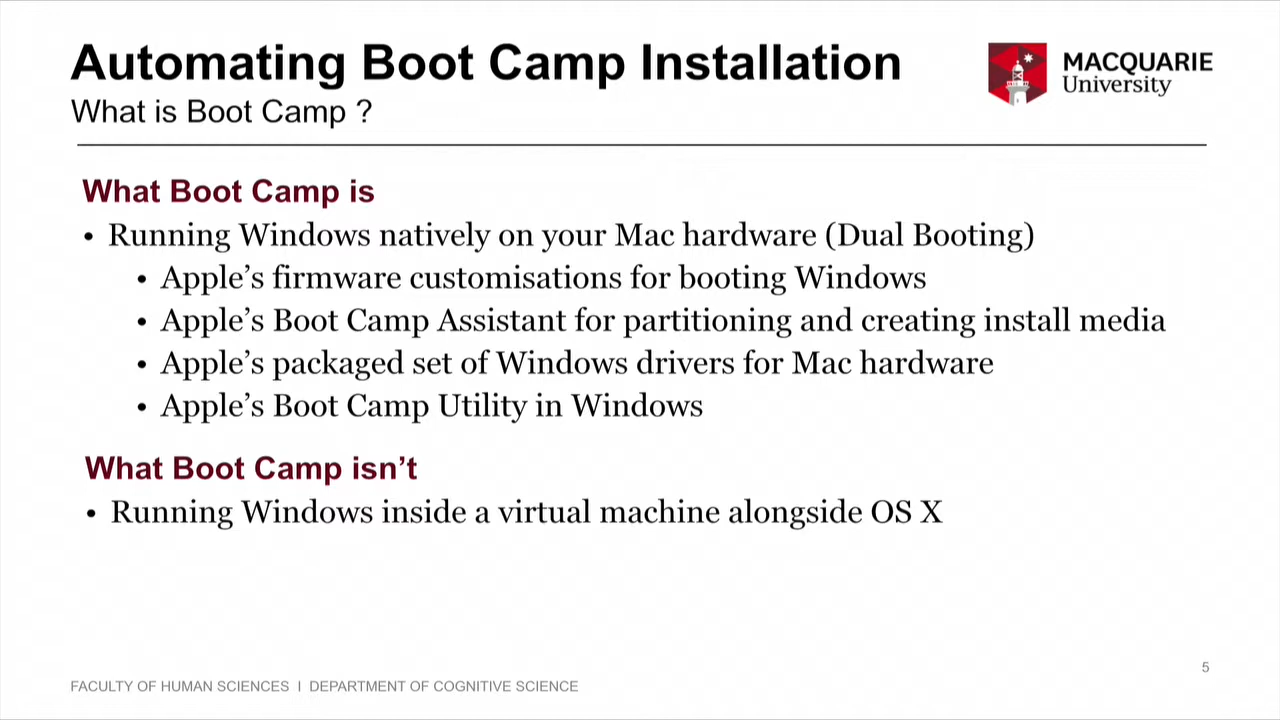 Automating Boot Camp Installation
What is Boot Camp ?
MACQUARIE
University
What Boot Camp is
• Running Windows natively on your Mac hardware (Dual Booting)
• Apple’s firmware customisations for booting Windows
• Apple’s Boot Camp Assistant for partitioning and creating install media
• Apple’s packaged set of Windows drivers for Mac hardware
• Apple’s Boot Camp Utility in Windows
What Boot Camp isn’t
• Running Windows inside a virtual machine alongside OS X
5
FACULTY OF HUMAN SCIENCES I DEPARTMENT OF COGNITIVE SCIENCE